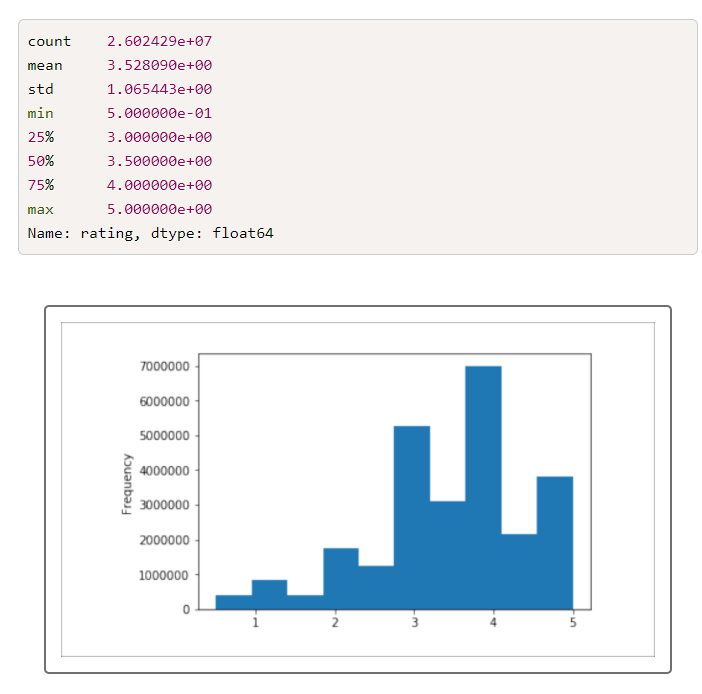 count    2.602429e+07
mean     3.528090e+00
std      1.065443e+00
min      5.000000e-01
25%      3.000000e+00
50%      3.500000e+00
75%      4.000000e+00
max      5.000000e+00
Name: rating, dtype: float64
7000000
6000000
5000000
4000000
3000000
2000000
1000000
0
Frequency
1 2 3 4 5